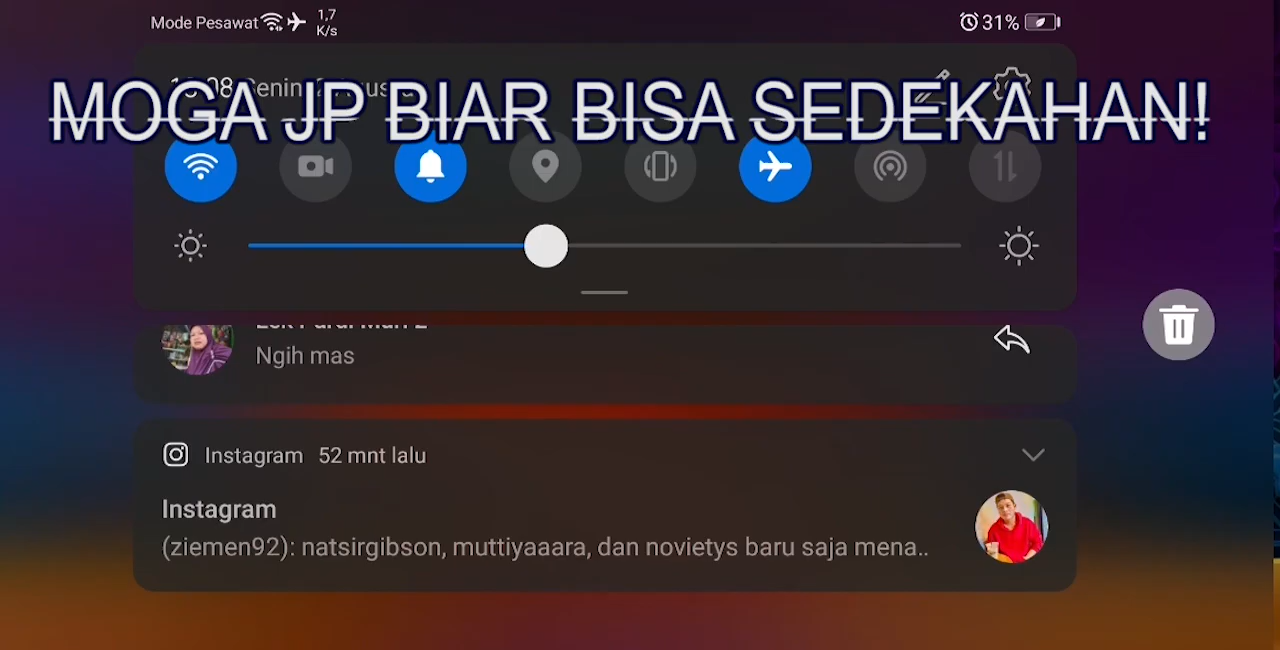 Mode Pesawat 1,7 K/s 31%
Senin
MOGA JP BIAR BISA SEDEKAHAN!
Ngih mas
Instagram 52 mnt lalu
Instagram
(ziemen92): natsirgibson, muttiyaaara, dan novietys baru saja mena..